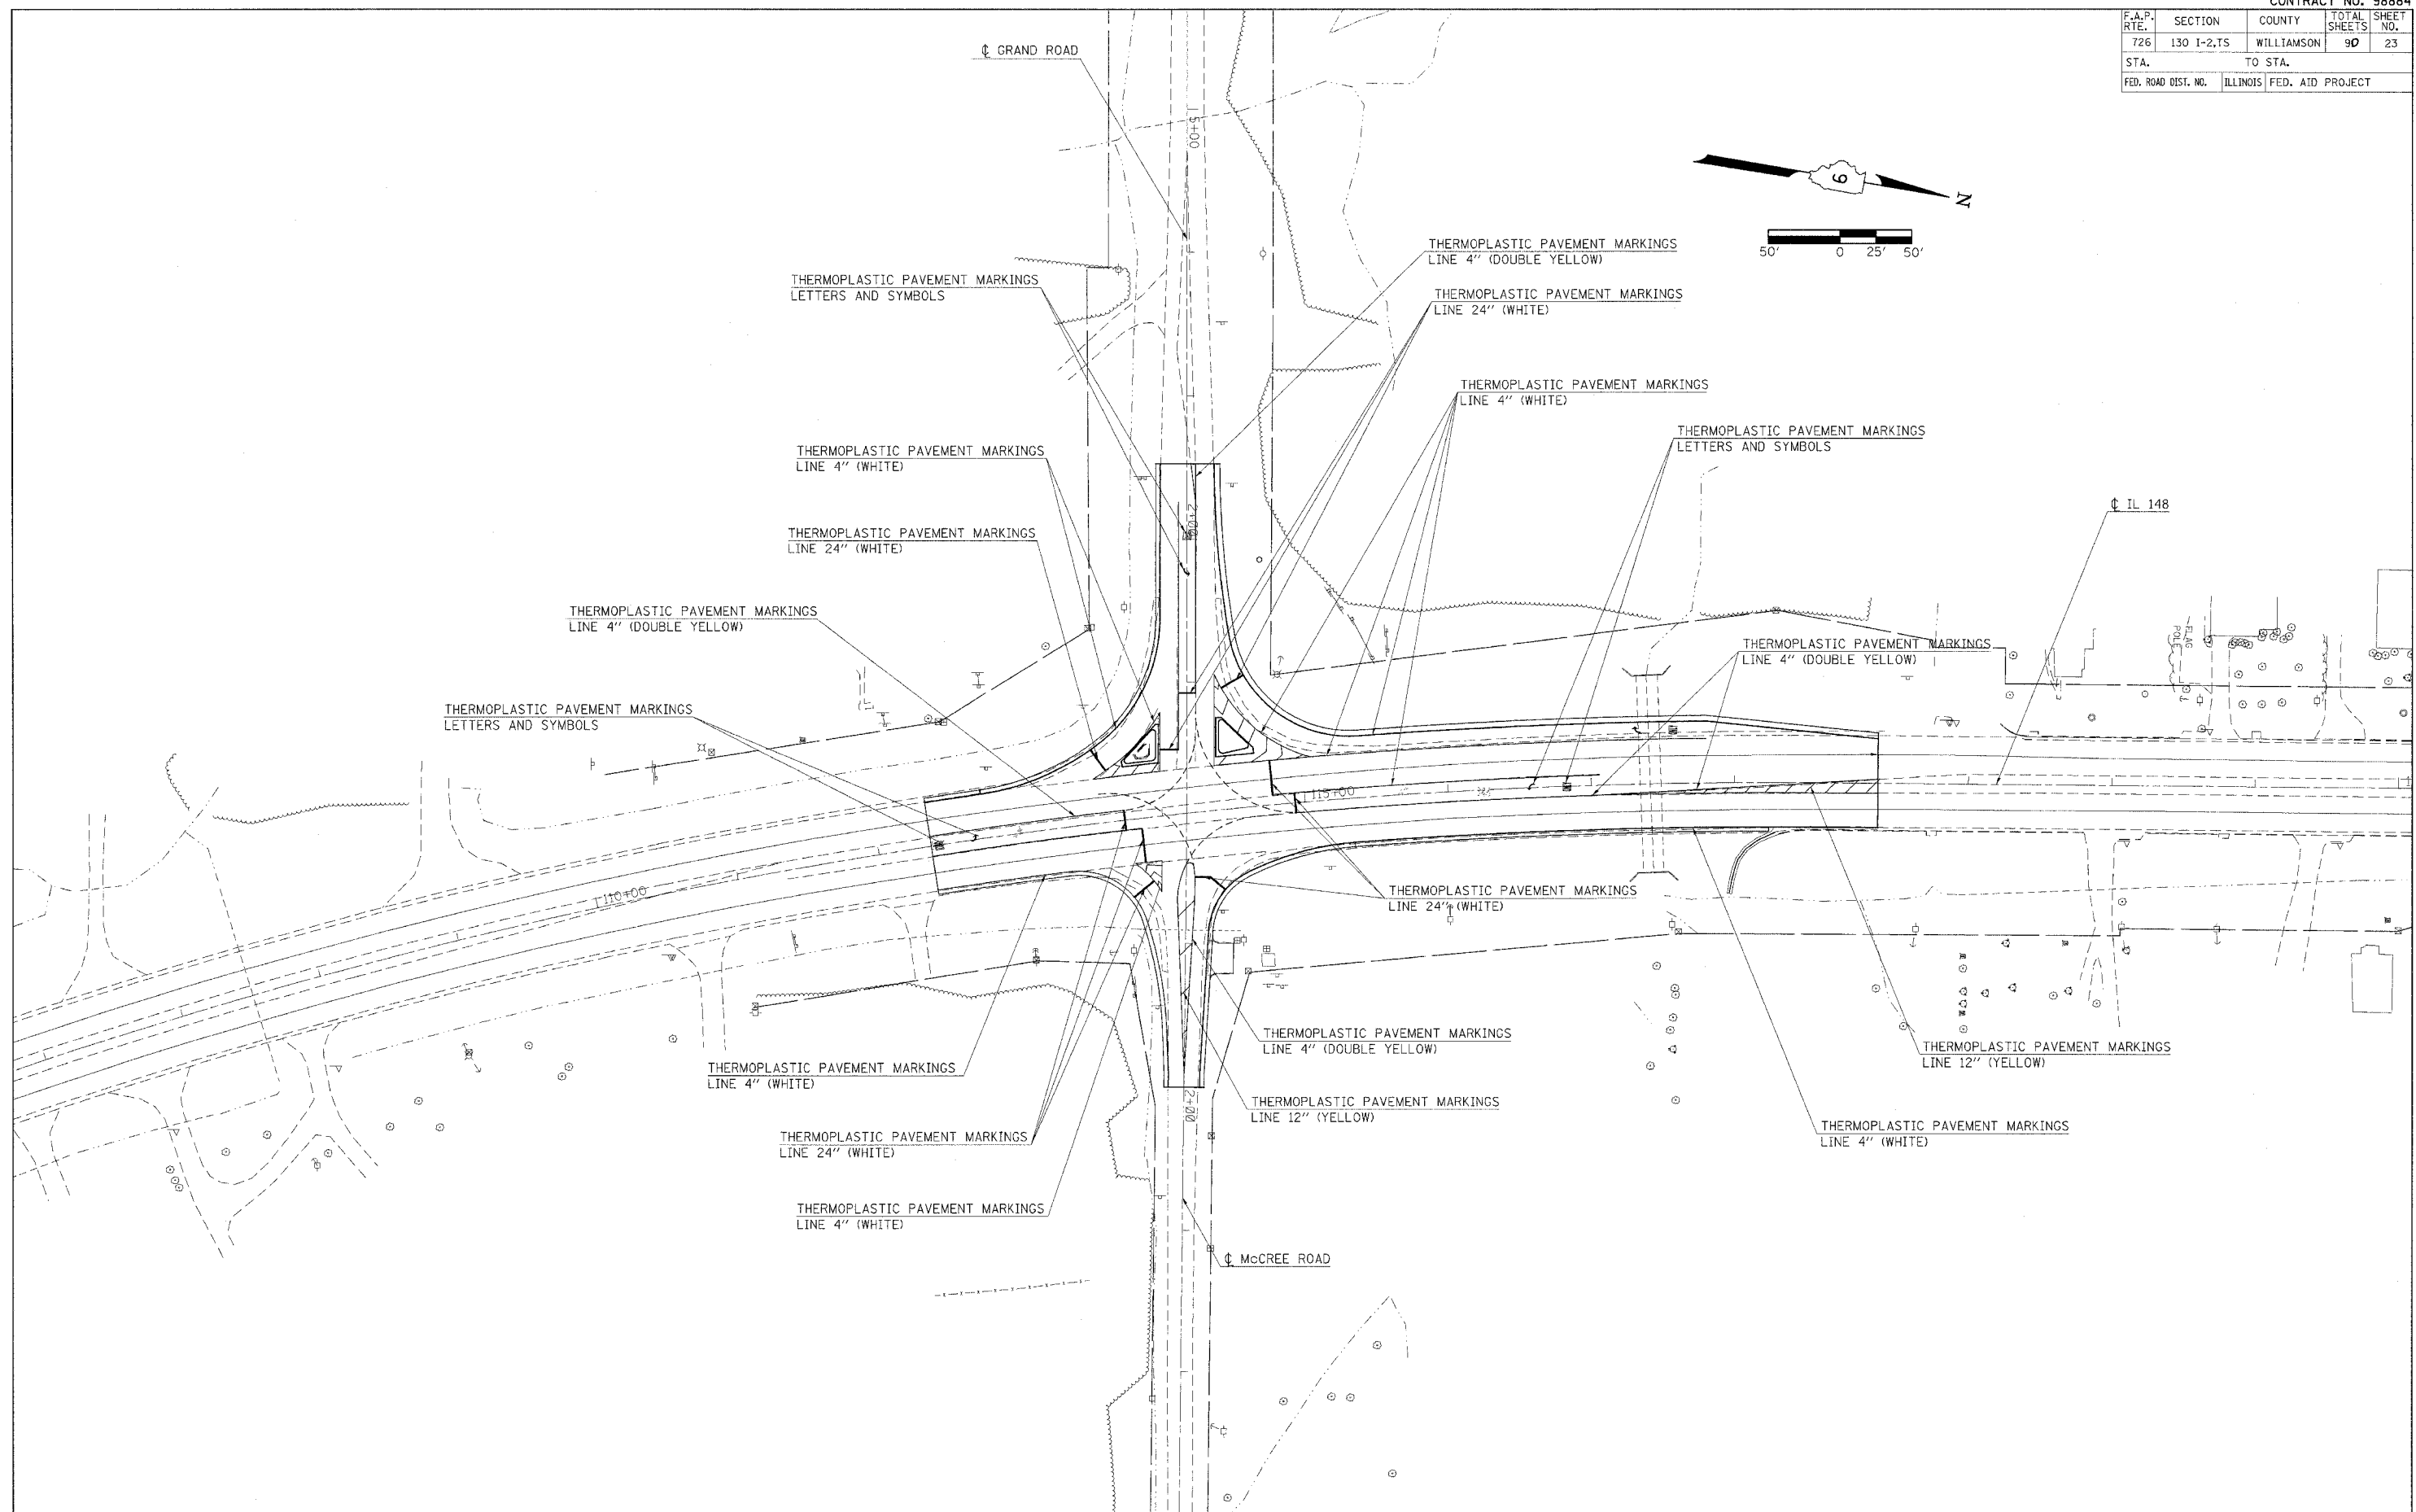 CONTRACT NO. 98884
F.A.P. RTE. SECTION COUNTY TOTAL SHEETS SHEET NO.
726 130 I-2,TS WILLIAMSON 90 23
STA. TO STA.
FED. ROAD DIST. NO. ILLINOIS FED. AID PROJECT
℄ GRAND ROAD
15+00
6
N
50' 0 25' 50'
THERMOPLASTIC PAVEMENT MARKINGS
LINE 4" (DOUBLE YELLOW)
THERMOPLASTIC PAVEMENT MARKINGS
LETTERS AND SYMBOLS
THERMOPLASTIC PAVEMENT MARKINGS
LINE 24" (WHITE)
THERMOPLASTIC PAVEMENT MARKINGS
LINE 4" (WHITE)
THERMOPLASTIC PAVEMENT MARKINGS
LETTERS AND SYMBOLS
THERMOPLASTIC PAVEMENT MARKINGS
LINE 4" (WHITE)
℄ IL 148
2+00
THERMOPLASTIC PAVEMENT MARKINGS
LINE 24" (WHITE)
THERMOPLASTIC PAVEMENT MARKINGS
LINE 4" (DOUBLE YELLOW)
FLAG
POLE
THERMOPLASTIC PAVEMENT MARKINGS
LINE 4" (DOUBLE YELLOW)
THERMOPLASTIC PAVEMENT MARKINGS
LETTERS AND SYMBOLS
115+00
110+00
THERMOPLASTIC PAVEMENT MARKINGS
LINE 24" (WHITE)
THERMOPLASTIC PAVEMENT MARKINGS
LINE 4" (DOUBLE YELLOW)
THERMOPLASTIC PAVEMENT MARKINGS
LINE 12" (YELLOW)
THERMOPLASTIC PAVEMENT MARKINGS
LINE 4" (WHITE)
THERMOPLASTIC PAVEMENT MARKINGS
LINE 12" (YELLOW)
2+00
THERMOPLASTIC PAVEMENT MARKINGS
LINE 4" (WHITE)
THERMOPLASTIC PAVEMENT MARKINGS
LINE 24" (WHITE)
THERMOPLASTIC PAVEMENT MARKINGS
LINE 4" (WHITE)
℄ McCREE ROAD